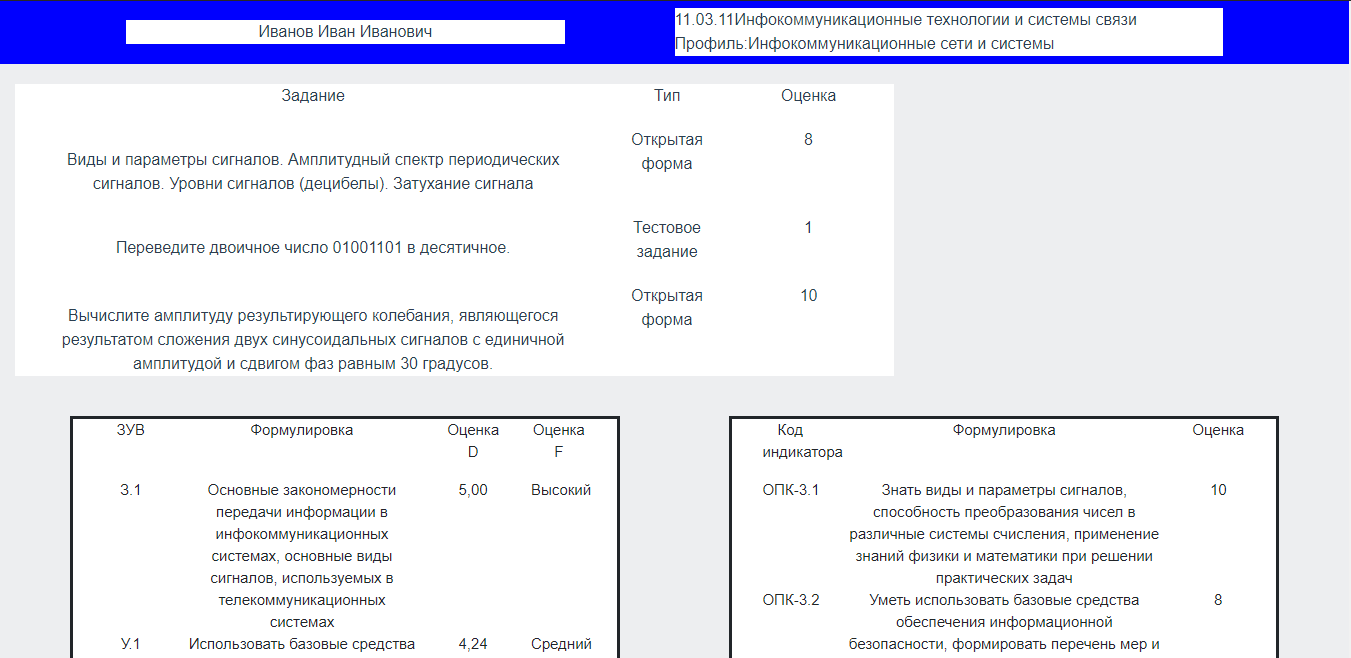 Иванов Иван Иванович
11.03.11Инфокоммуникационные технологии и системы связи
Профиль:Инфокоммуникационные сети и системы
Задание Тип Оценка
Открытая 8
форма
Виды и параметры сигналов. Амплитудный спектр периодических
сигналов. Уровни сигналов (децибелы). Затухание сигнала
Тестовое 1
задание
Переведите двоичное число 01001101 в десятичное.
Открытая 10
форма
Вычислите амплитуду результирующего колебания, являющегося
результатом сложения двух синусоидальных сигналов с единичной
амплитудой и сдвигом фаз равным 30 градусов.
ЗУВ Формулировка Оценка Оценка
D F
З.1 Основные закономерности 5,00 Высокий
передачи информации в
инфокоммуникационных
системах, основные виды
сигналов, используемых в
телекоммуникационных
системах
У.1 Использовать базовые средства 4,24 Средний
Код Формулировка Оценка
индикатора
ОПК-3.1 Знать виды и параметры сигналов, 10
способность преобразования чисел в
различные системы счисления, применение
знаний физики и математики при решении
практических задач
ОПК-3.2 Уметь использовать базовые средства 8
обеспечения информационной
безопасности, формировать перечень мер и